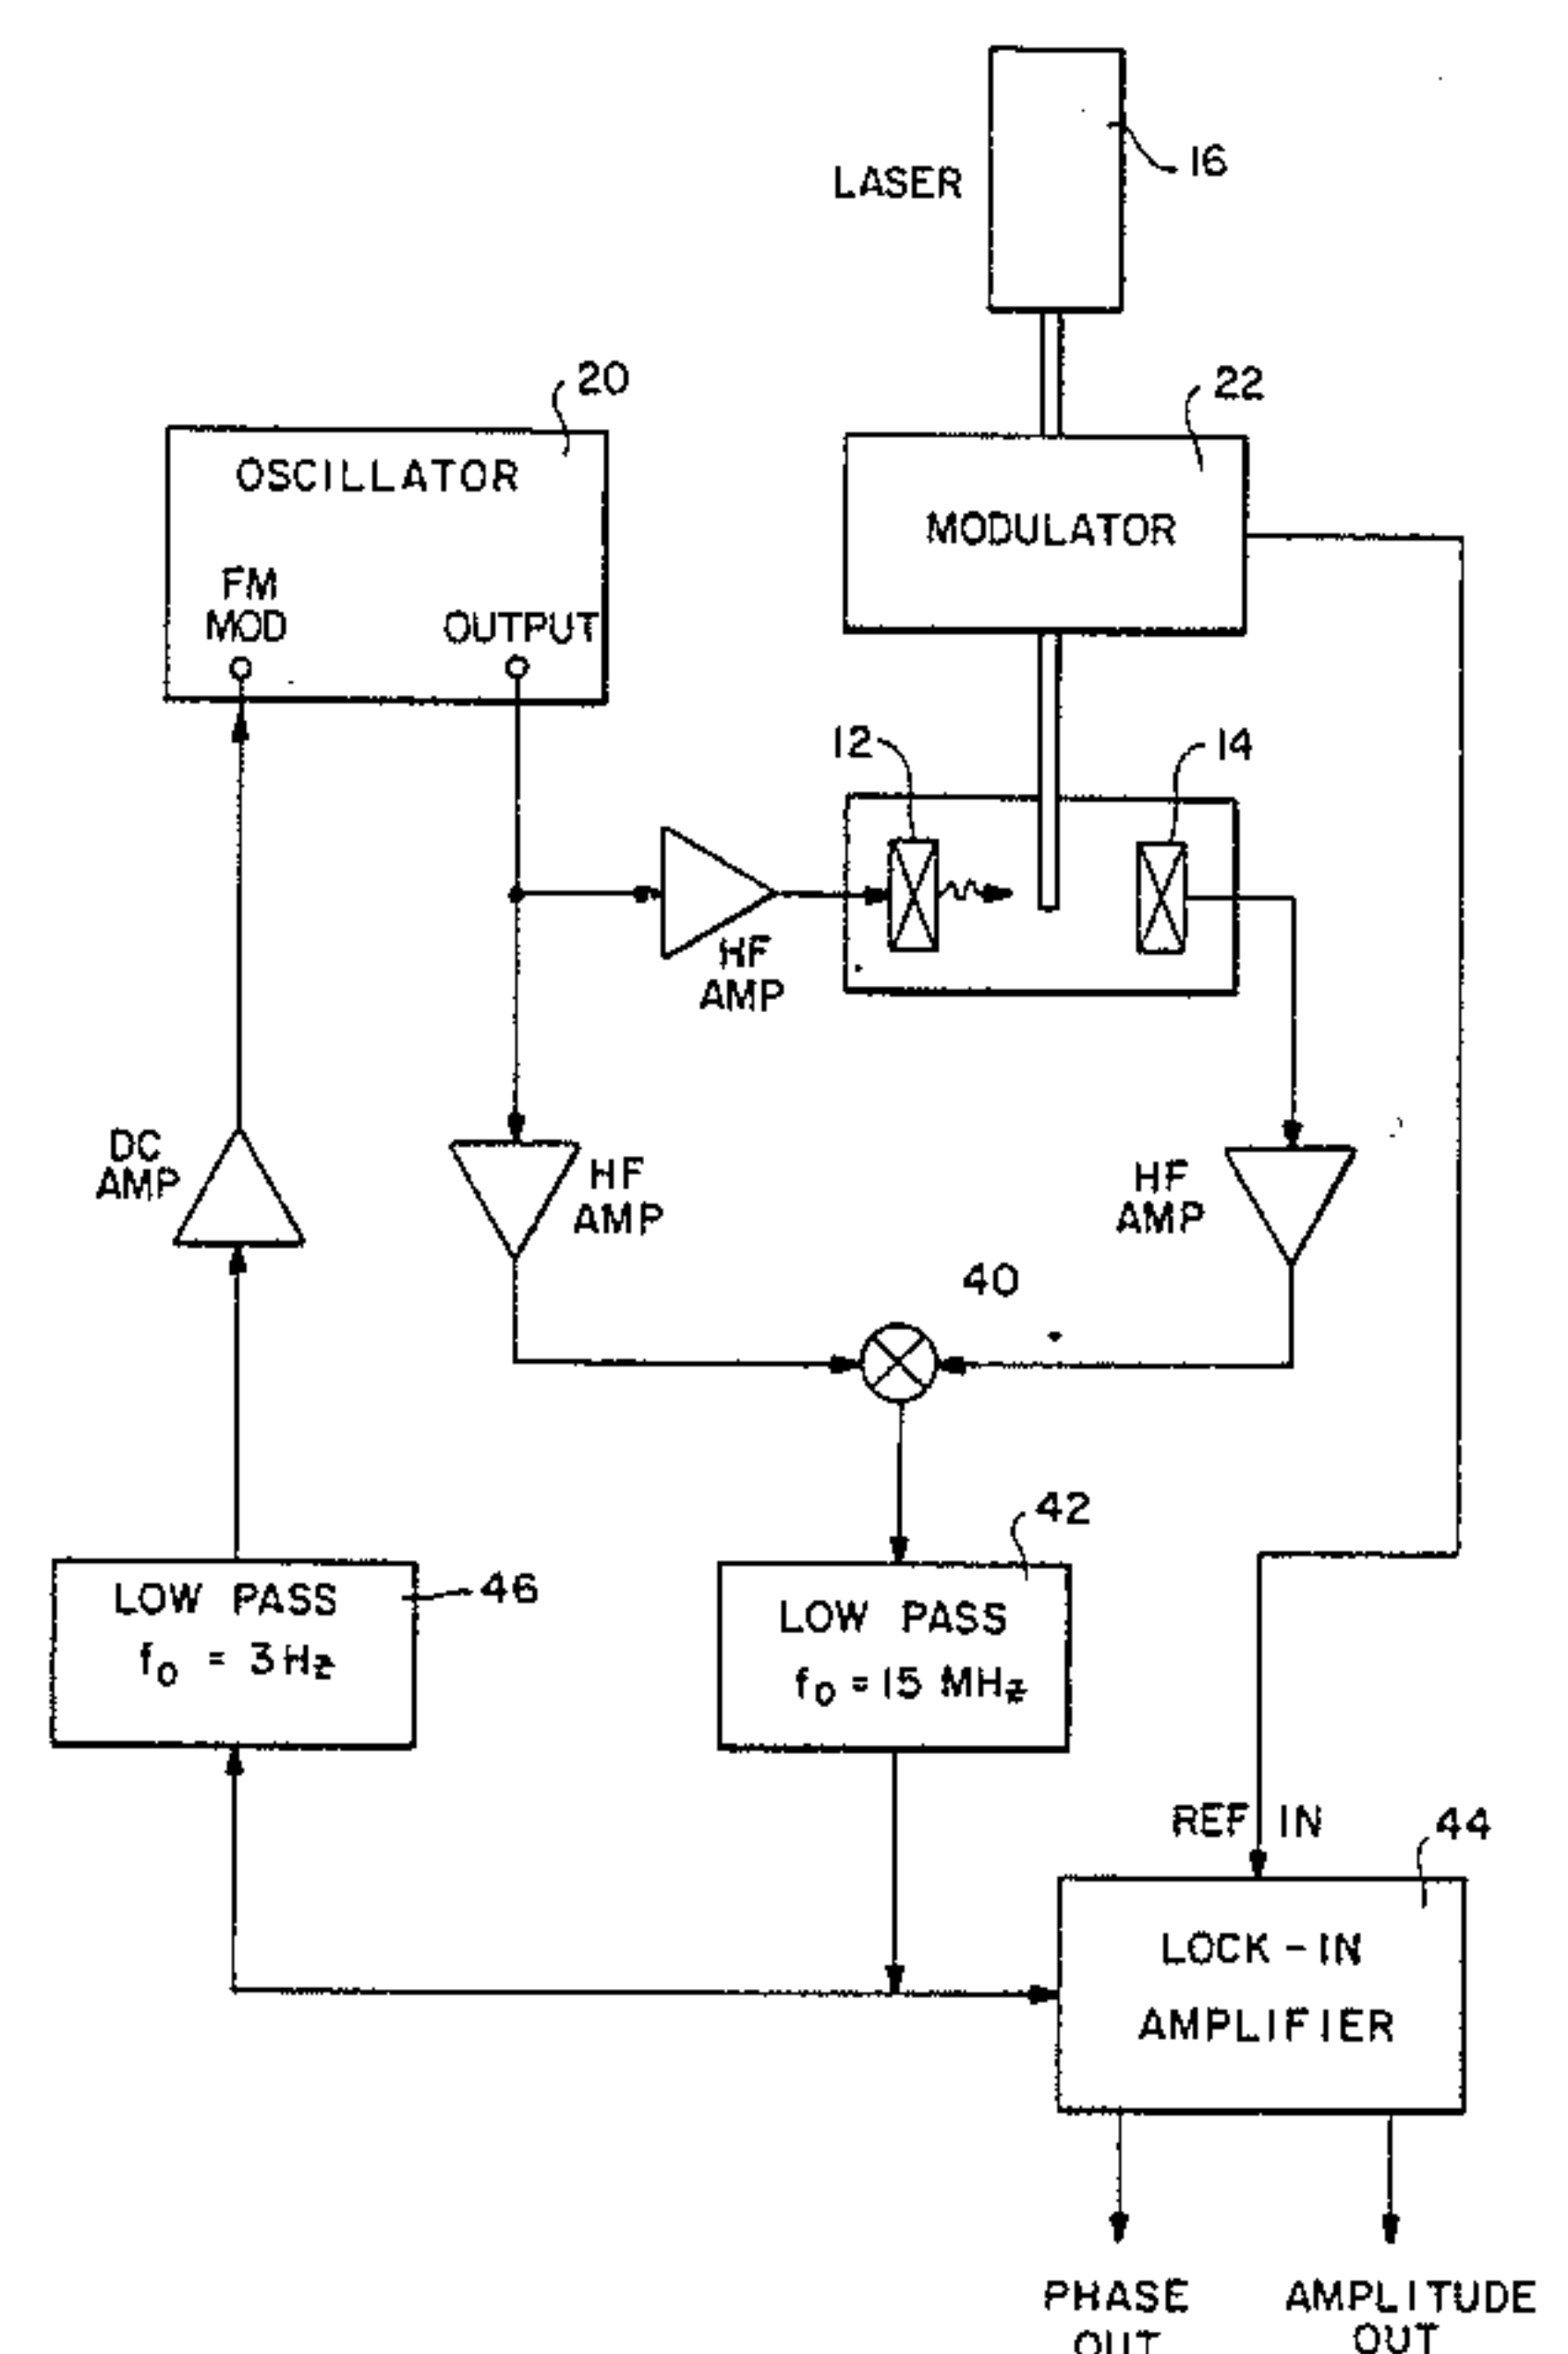 16
LASER
20
22
OSCILLATOR
MODULATOR
FM
MOD
OUTPUT
12
14
HF
AMP
DC
AMP
HF
AMP
HF
AMP
40
42
LOW PASS
f₀ = 3 Hz
46
LOW PASS
f₀ = 15 MHz
REF IN
44
LOCK-IN
AMPLIFIER
PHASE
OUT
AMPLITUDE
OUT